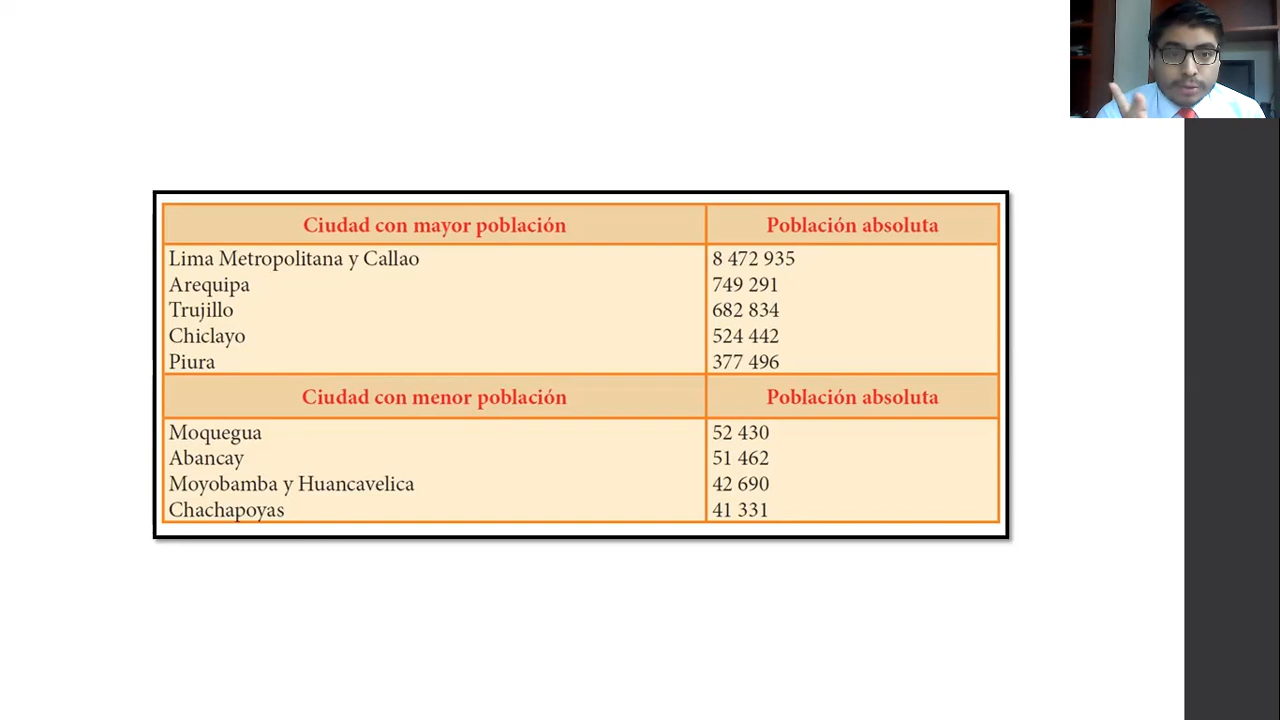 Ciudad con mayor población Población absoluta
Lima Metropolitana y Callao 8 472 935
Arequipa 749 291
Trujillo 682 834
Chiclayo 524 442
Piura 377 496
Ciudad con menor población Población absoluta
Moquegua 52 430
Abancay 51 462
Moyobamba y Huancavelica 42 690
Chachapoyas 41 331